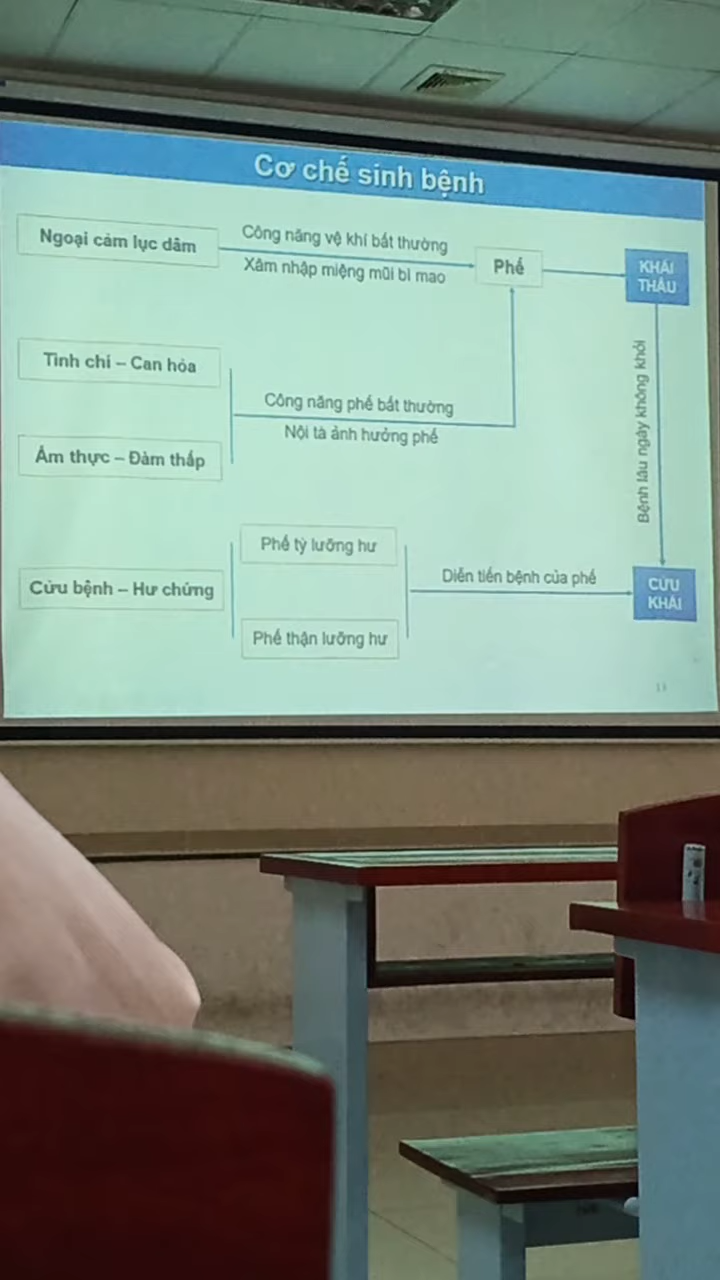 Cơ chế sinh bệnh
Ngoại cảm lục dâm
Công năng vệ khí bất thường
Xâm nhập miệng mũi bì mao
Phế
KHÁI
THẤU
Tình chí – Can hỏa
Công năng phế bất thường
Nội tà ảnh hưởng phế
Ẩm thực – Đàm thấp
Bệnh lâu ngày không khỏi
Cửu bệnh – Hư chứng
Phế tỳ lưỡng hư
Phế thận lưỡng hư
Diễn tiến bệnh của phế
CỬU
KHÁI